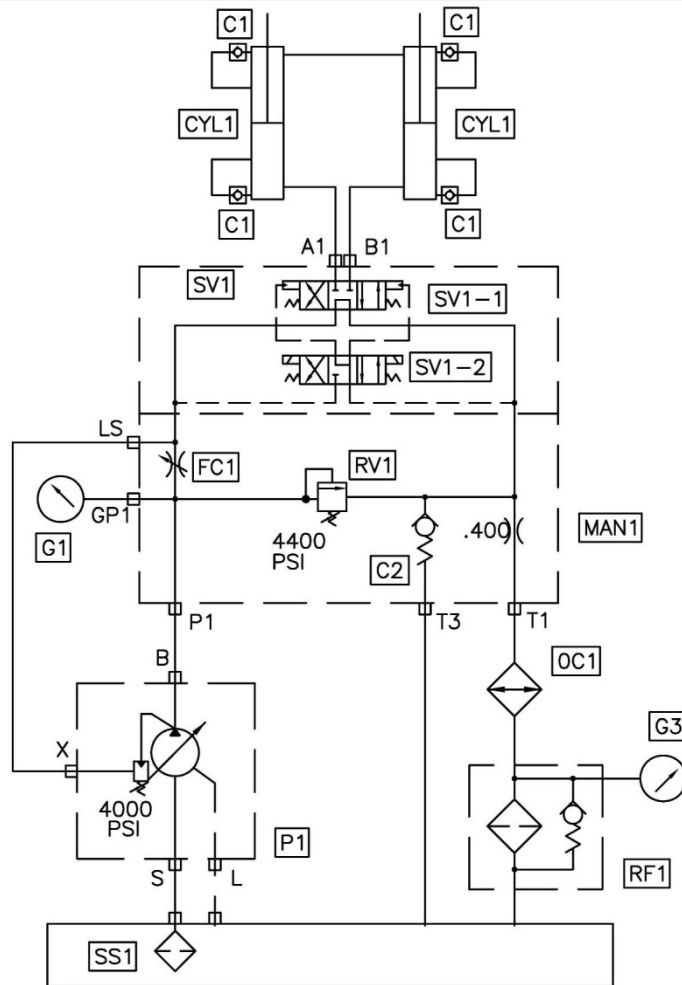 C1
C1
CYL1
CYL1
C1
C1
A1
B1
SV1
SV1-1
SV1-2
LS
FC1
RV1
GP1
G1
4400
PSI
.400
MAN1
C2
P1
T3
T1
B
OC1
G3
X
4000
PSI
P1
S
L
RF1
SS1